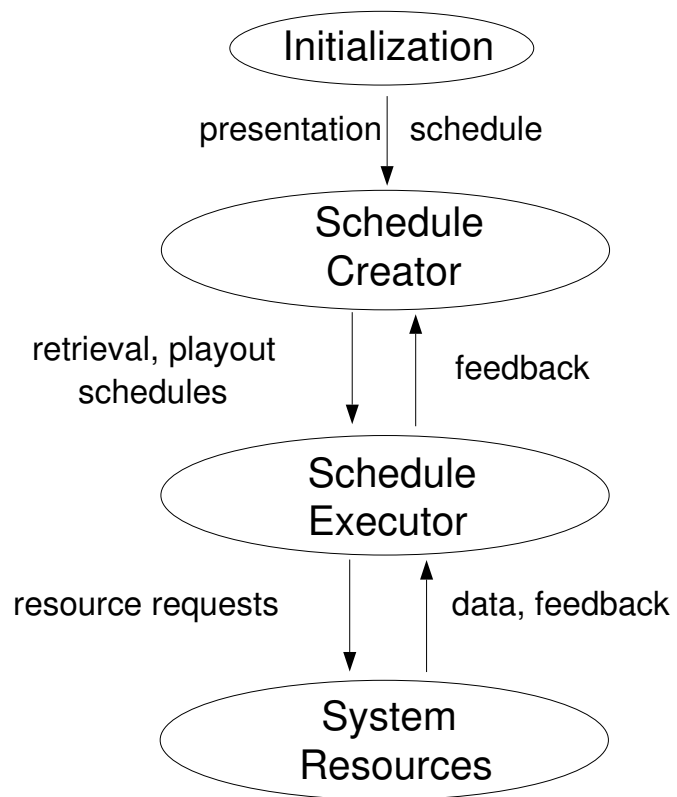 Initialization
presentation schedule
Schedule
Creator
retrieval, playout
schedules
feedback
Schedule
Executor
resource requests
data, feedback
System
Resources